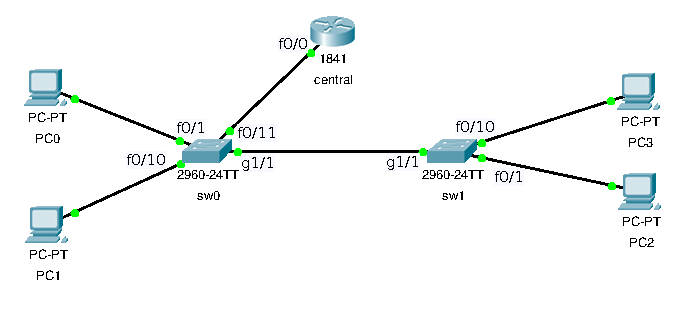 f0/0
1841
central
PC-PT
PC0
f0/1
f0/11
f0/10
g1/1
2960-24TT
sw0
PC-PT
PC1
f0/10
g1/1
2960-24TT
sw1
f0/1
PC-PT
PC3
PC-PT
PC2